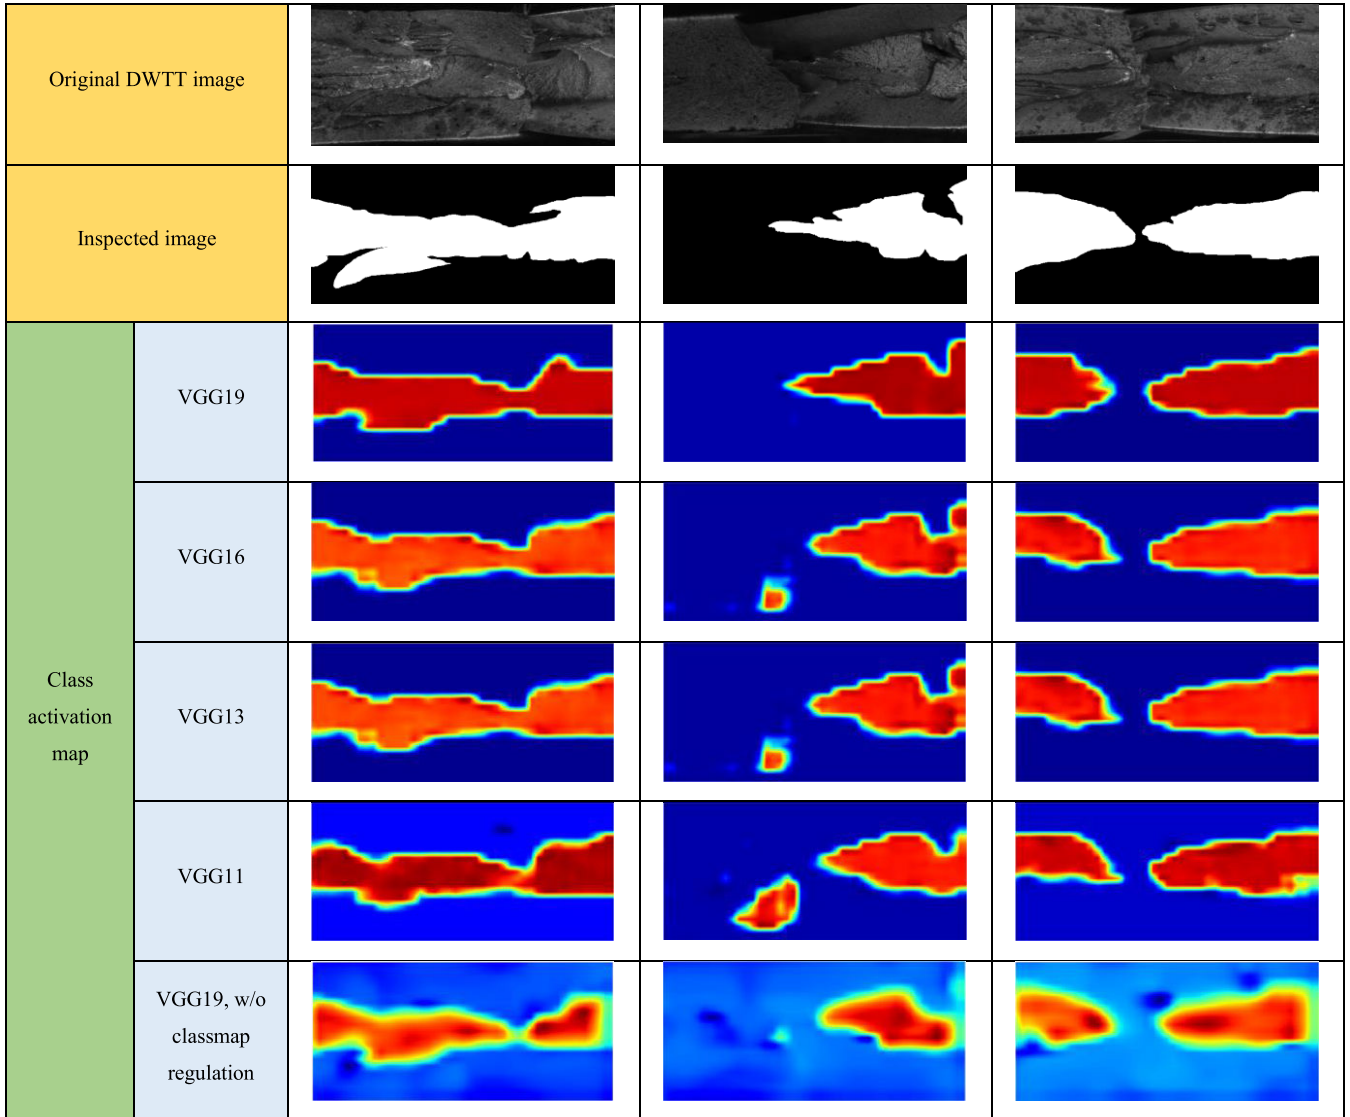 Original DWTT image
Inspected image
Class
activation
map
VGG19
VGG16
VGG13
VGG11
VGG19, w/o
classmap
regulation